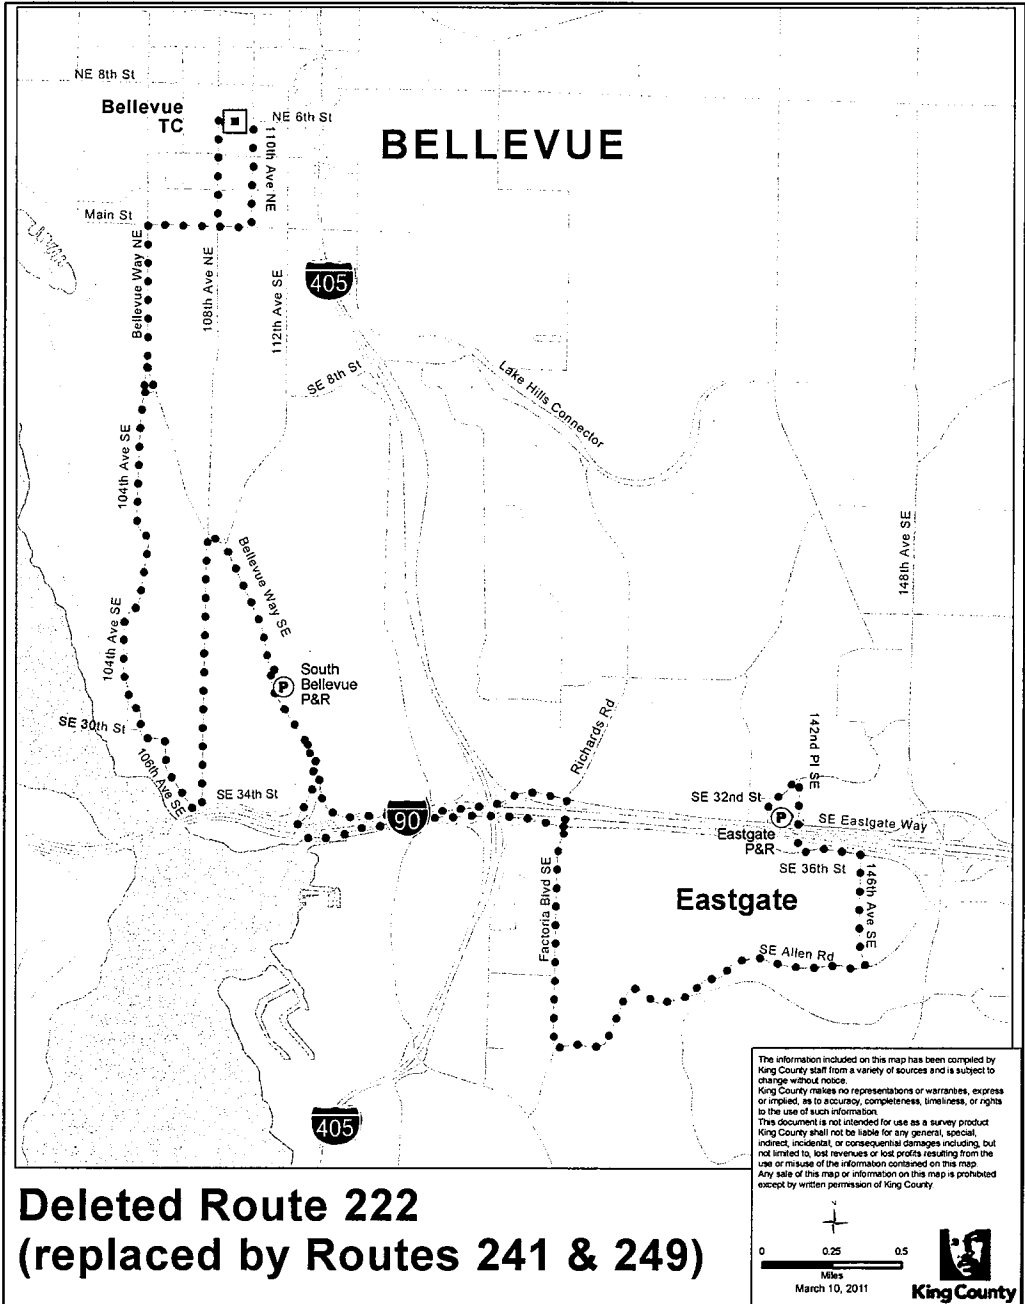 NE 8th St
Bellevue
TC
NE 6th St
BELLEVUE
110th Ave NE
Main St
Bellevue Way NE
108th Ave NE
112th Ave SE
405
SE 8th St
Lake Hills Connector
104th Ave SE
148th Ave SE
Bellevue Way SE
104th Ave SE
P
South
Bellevue
P&R
SE 30th St
106th Ave SE
SE 34th St
Richards Rd
142nd Pl SE
SE 32nd St
P
90
SE Eastgate Way
Eastgate
P&R
SE 36th St
Factoria Blvd SE
Eastgate
146th Ave SE
SE Allen Rd
405
The information included on this map has been compiled by
King County staff from a variety of sources and is subject to
change without notice.
King County makes no representations or warranties, express
or implied, as to accuracy, completeness, timeliness, or rights
to the use of such information.
This document is not intended for use as a survey product
King County shall not be liable for any general, special,
indirect, incidental, or consequential damages including, but
not limited to, lost revenues or lost profits resulting from the
use or misuse of the information contained on this map.
Any sale of this map or information on this map is prohibited
except by written permission of King County.
N
0 0.25 0.5
Miles
March 10, 2011
King County
Deleted Route 222
(replaced by Routes 241 & 249)